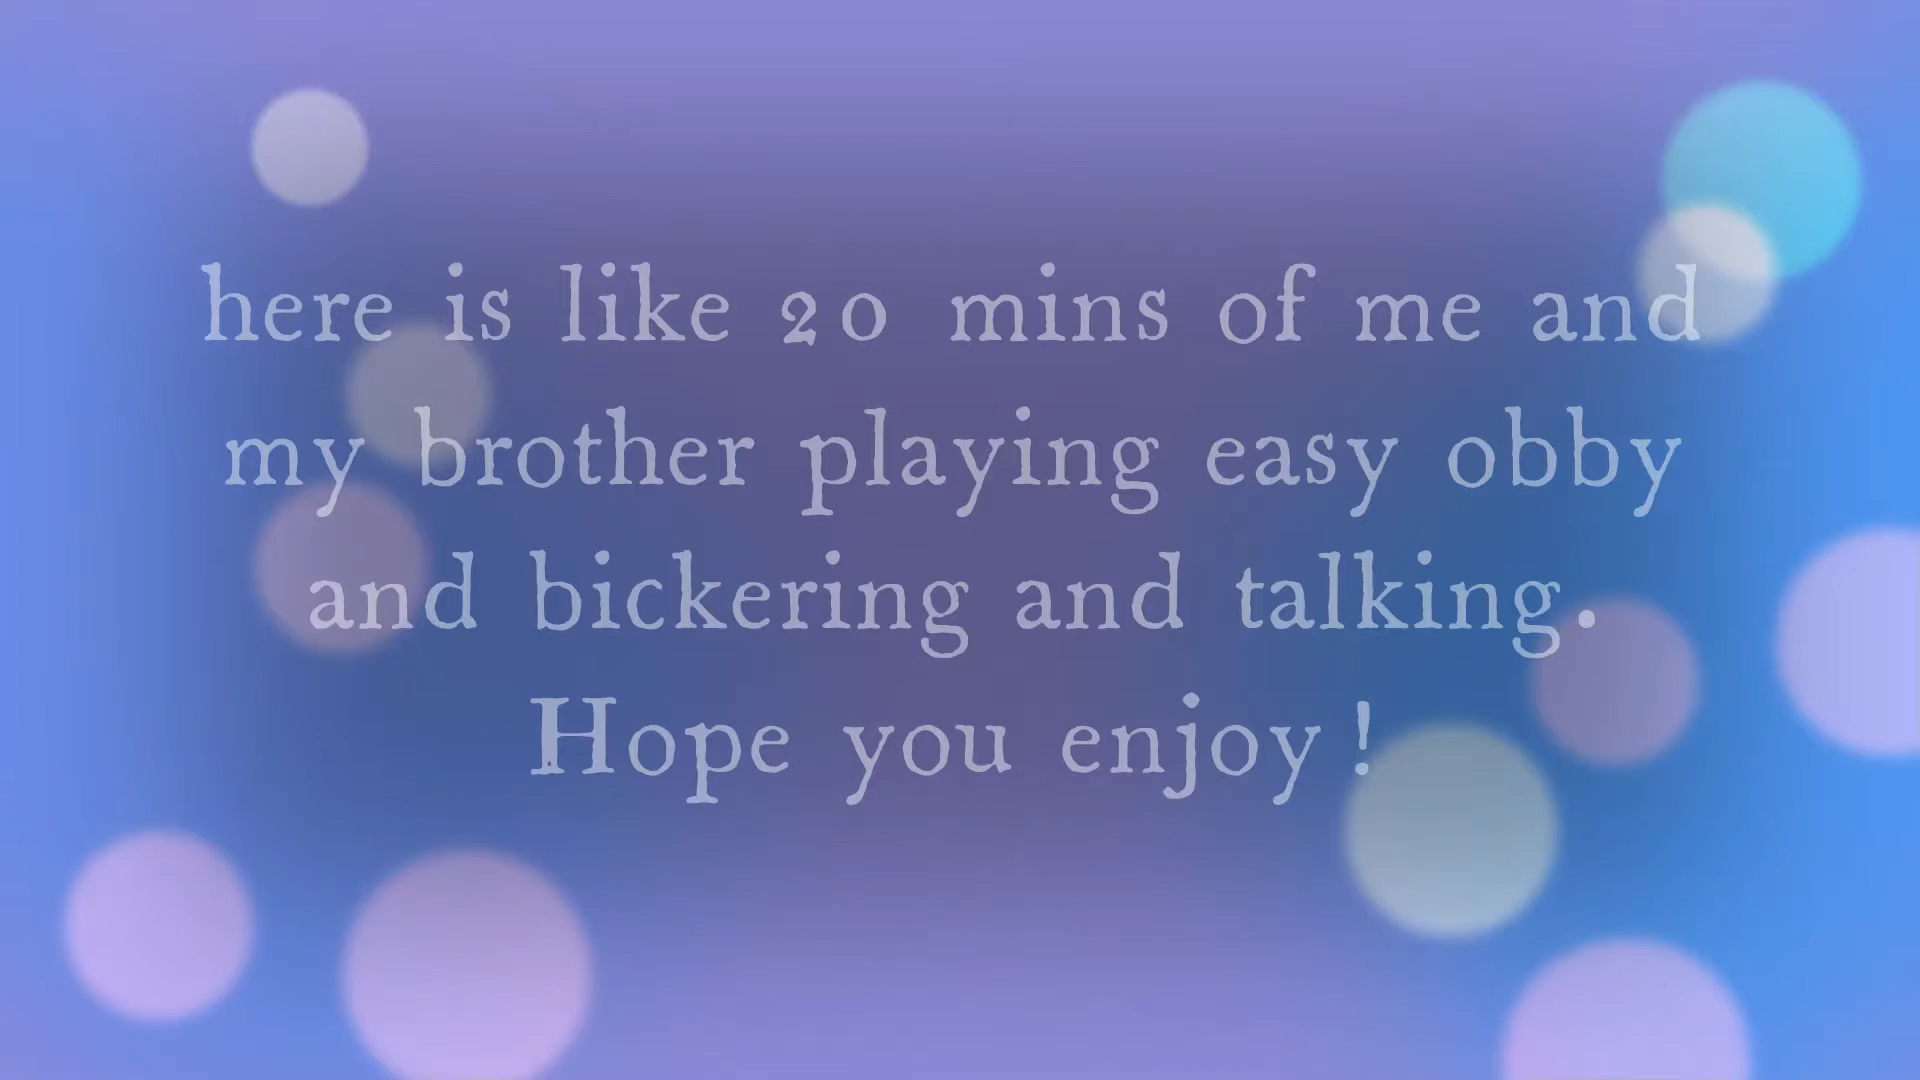 here is like 20 mins of me and
my brother playing easy obby
and bickering and talking.
Hope you enjoy!